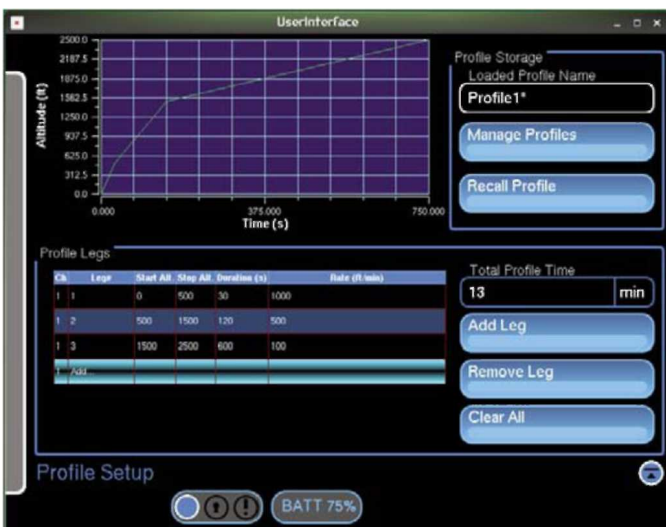 UserInterface
Altitude (ft)
2500.0
2187.5
1875.0
1562.5
1250.0
937.5
625.0
312.5
0.0
0.000 375.000 750.000
Time (s)
Profile Storage
Loaded Profile Name
Profile1*
Manage Profiles
Recall Profile
Profile Legs
Ch Leg# Start Alt. Stop Alt. Duration (s) Rate (ft/min)
1 1 0 500 30 1000
1 2 500 1500 120 500
1 3 1500 2500 600 100
1 Add...
Total Profile Time
13 min
Add Leg
Remove Leg
Clear All
Profile Setup
BATT 75%